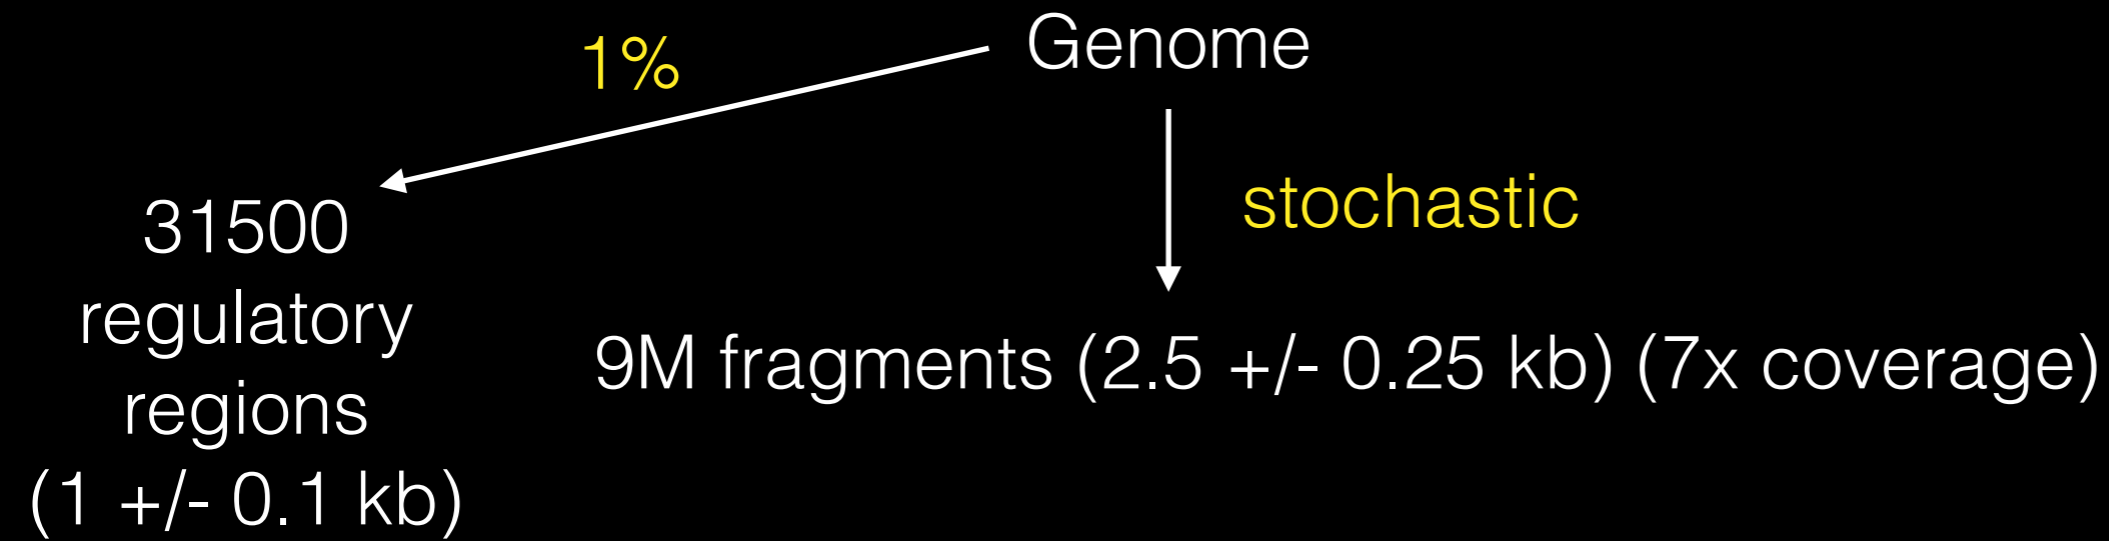 Genome
1%
stochastic
31500
regulatory
regions
(1 +/- 0.1 kb)
9M fragments (2.5 +/- 0.25 kb) (7x coverage)